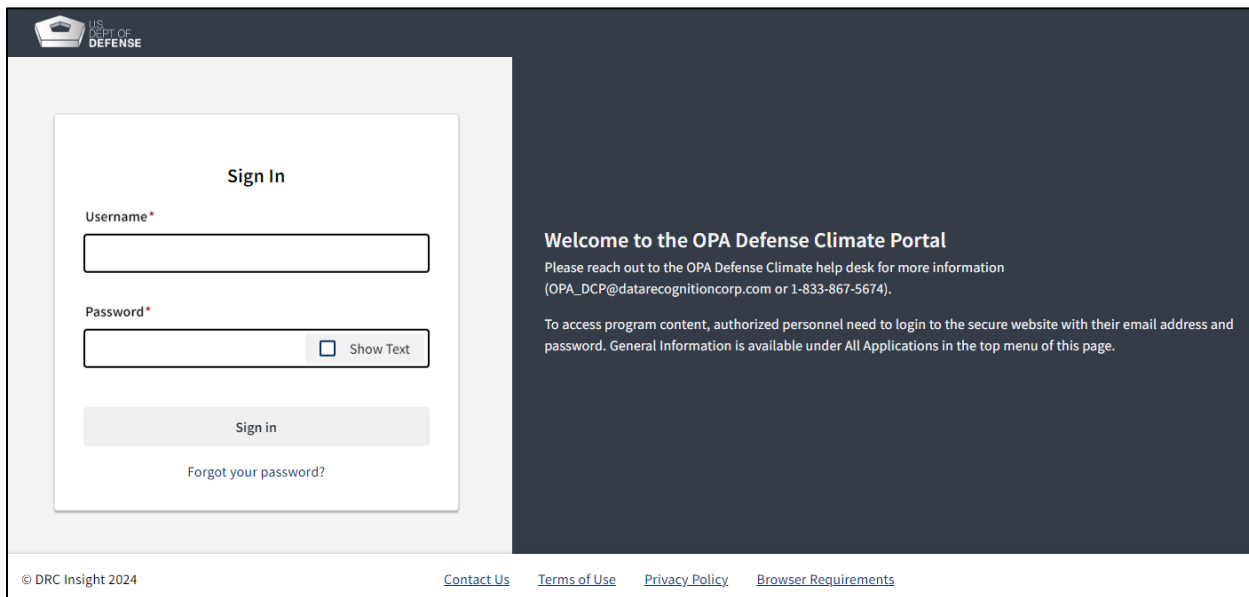 U.S.
DEPT OF
DEFENSE
Sign In
Username*
Password*
Show Text
Sign in
Forgot your password?
Welcome to the OPA Defense Climate Portal
Please reach out to the OPA Defense Climate help desk for more information
(OPA_DCP@datarecognitioncorp.com or 1-833-867-5674).
To access program content, authorized personnel need to login to the secure website with their email address and
password. General Information is available under All Applications in the top menu of this page.
© DRC Insight 2024
Contact Us
Terms of Use
Privacy Policy
Browser Requirements